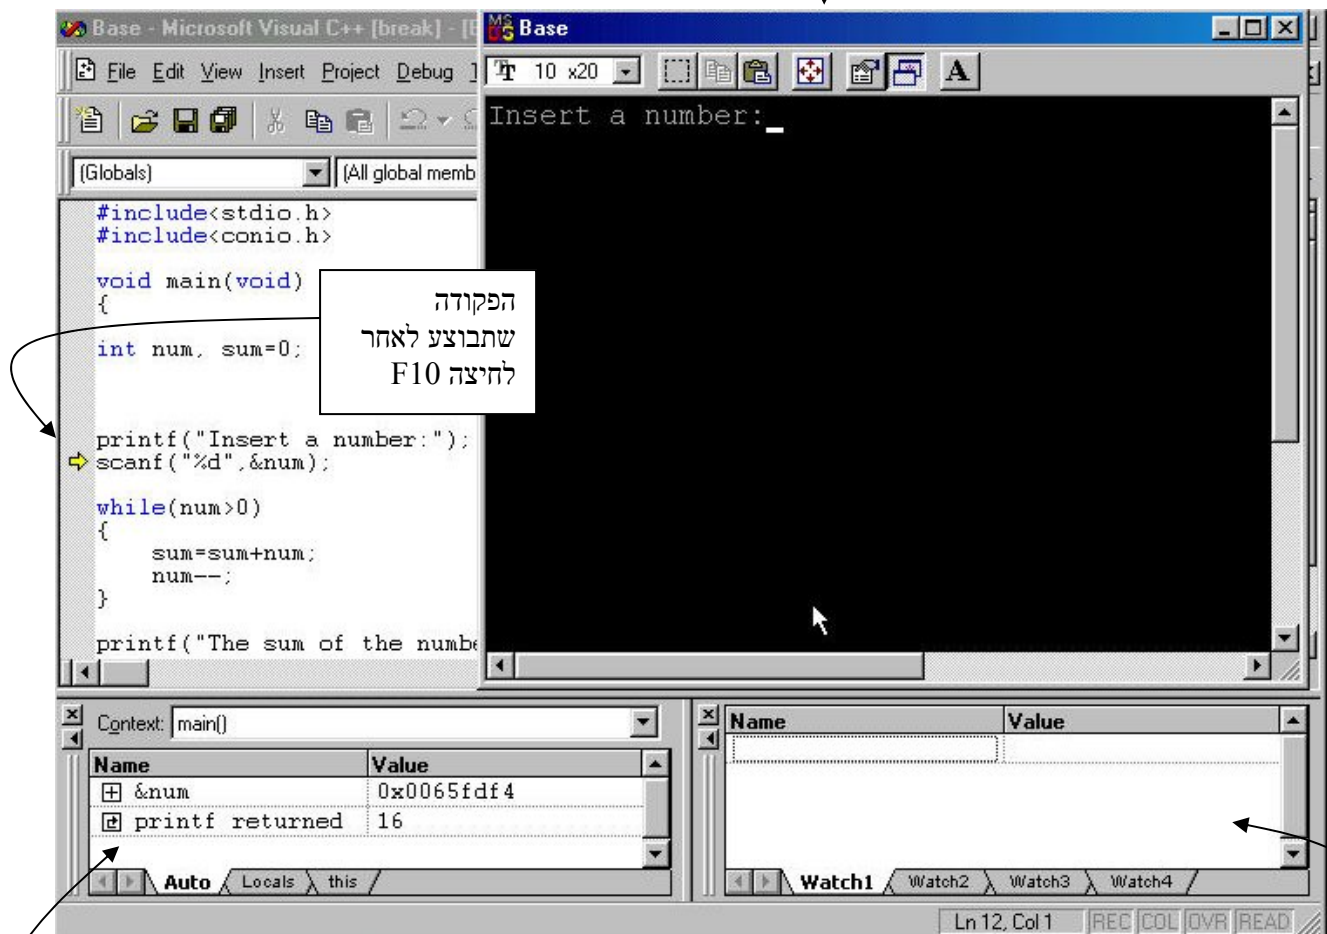 Base - Microsoft Visual C++ [break] - [
Base
File Edit View Insert Project Debug
10 x20
A
(Globals)
(All global memb
Insert a number:_
#include<stdio.h>
#include<conio.h>
void main(void)
{
int num, sum=0;
הפקודה
שתבוצע לאחר
לחיצה F10
printf("Insert a number:");
scanf("%d",&num);
while(num>0)
{
sum=sum+num;
num--;
}
printf("The sum of the numbe
Context: main()
Name Value
&num 0x0065fdf4
printf returned 16
Auto Locals this
Name Value
Watch1 Watch2 Watch3 Watch4
Ln 12, Col 1 REC COL OVR READ